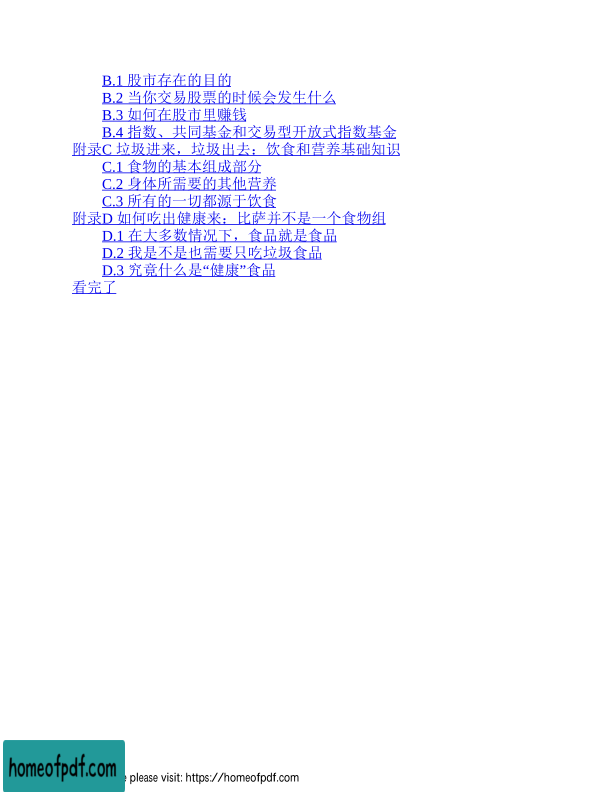 B.1 股市存在的目的
B.2 当你交易股票的时候会发生什么
B.3 如何在股市里赚钱
B.4 指数、共同基金和交易型开放式指数基金
附录C 垃圾进来，垃圾出去：饮食和营养基础知识
C.1 食物的基本组成部分
C.2 身体所需要的其他营养
C.3 所有的一切都源于饮食
附录D 如何吃出健康来：比萨并不是一个食物组
D.1 在大多数情况下，食品就是食品
D.2 我是不是也需要只吃垃圾食品
D.3 究竟什么是“健康”食品
看完了
homeofpdf.com
please visit: https://homeofpdf.com